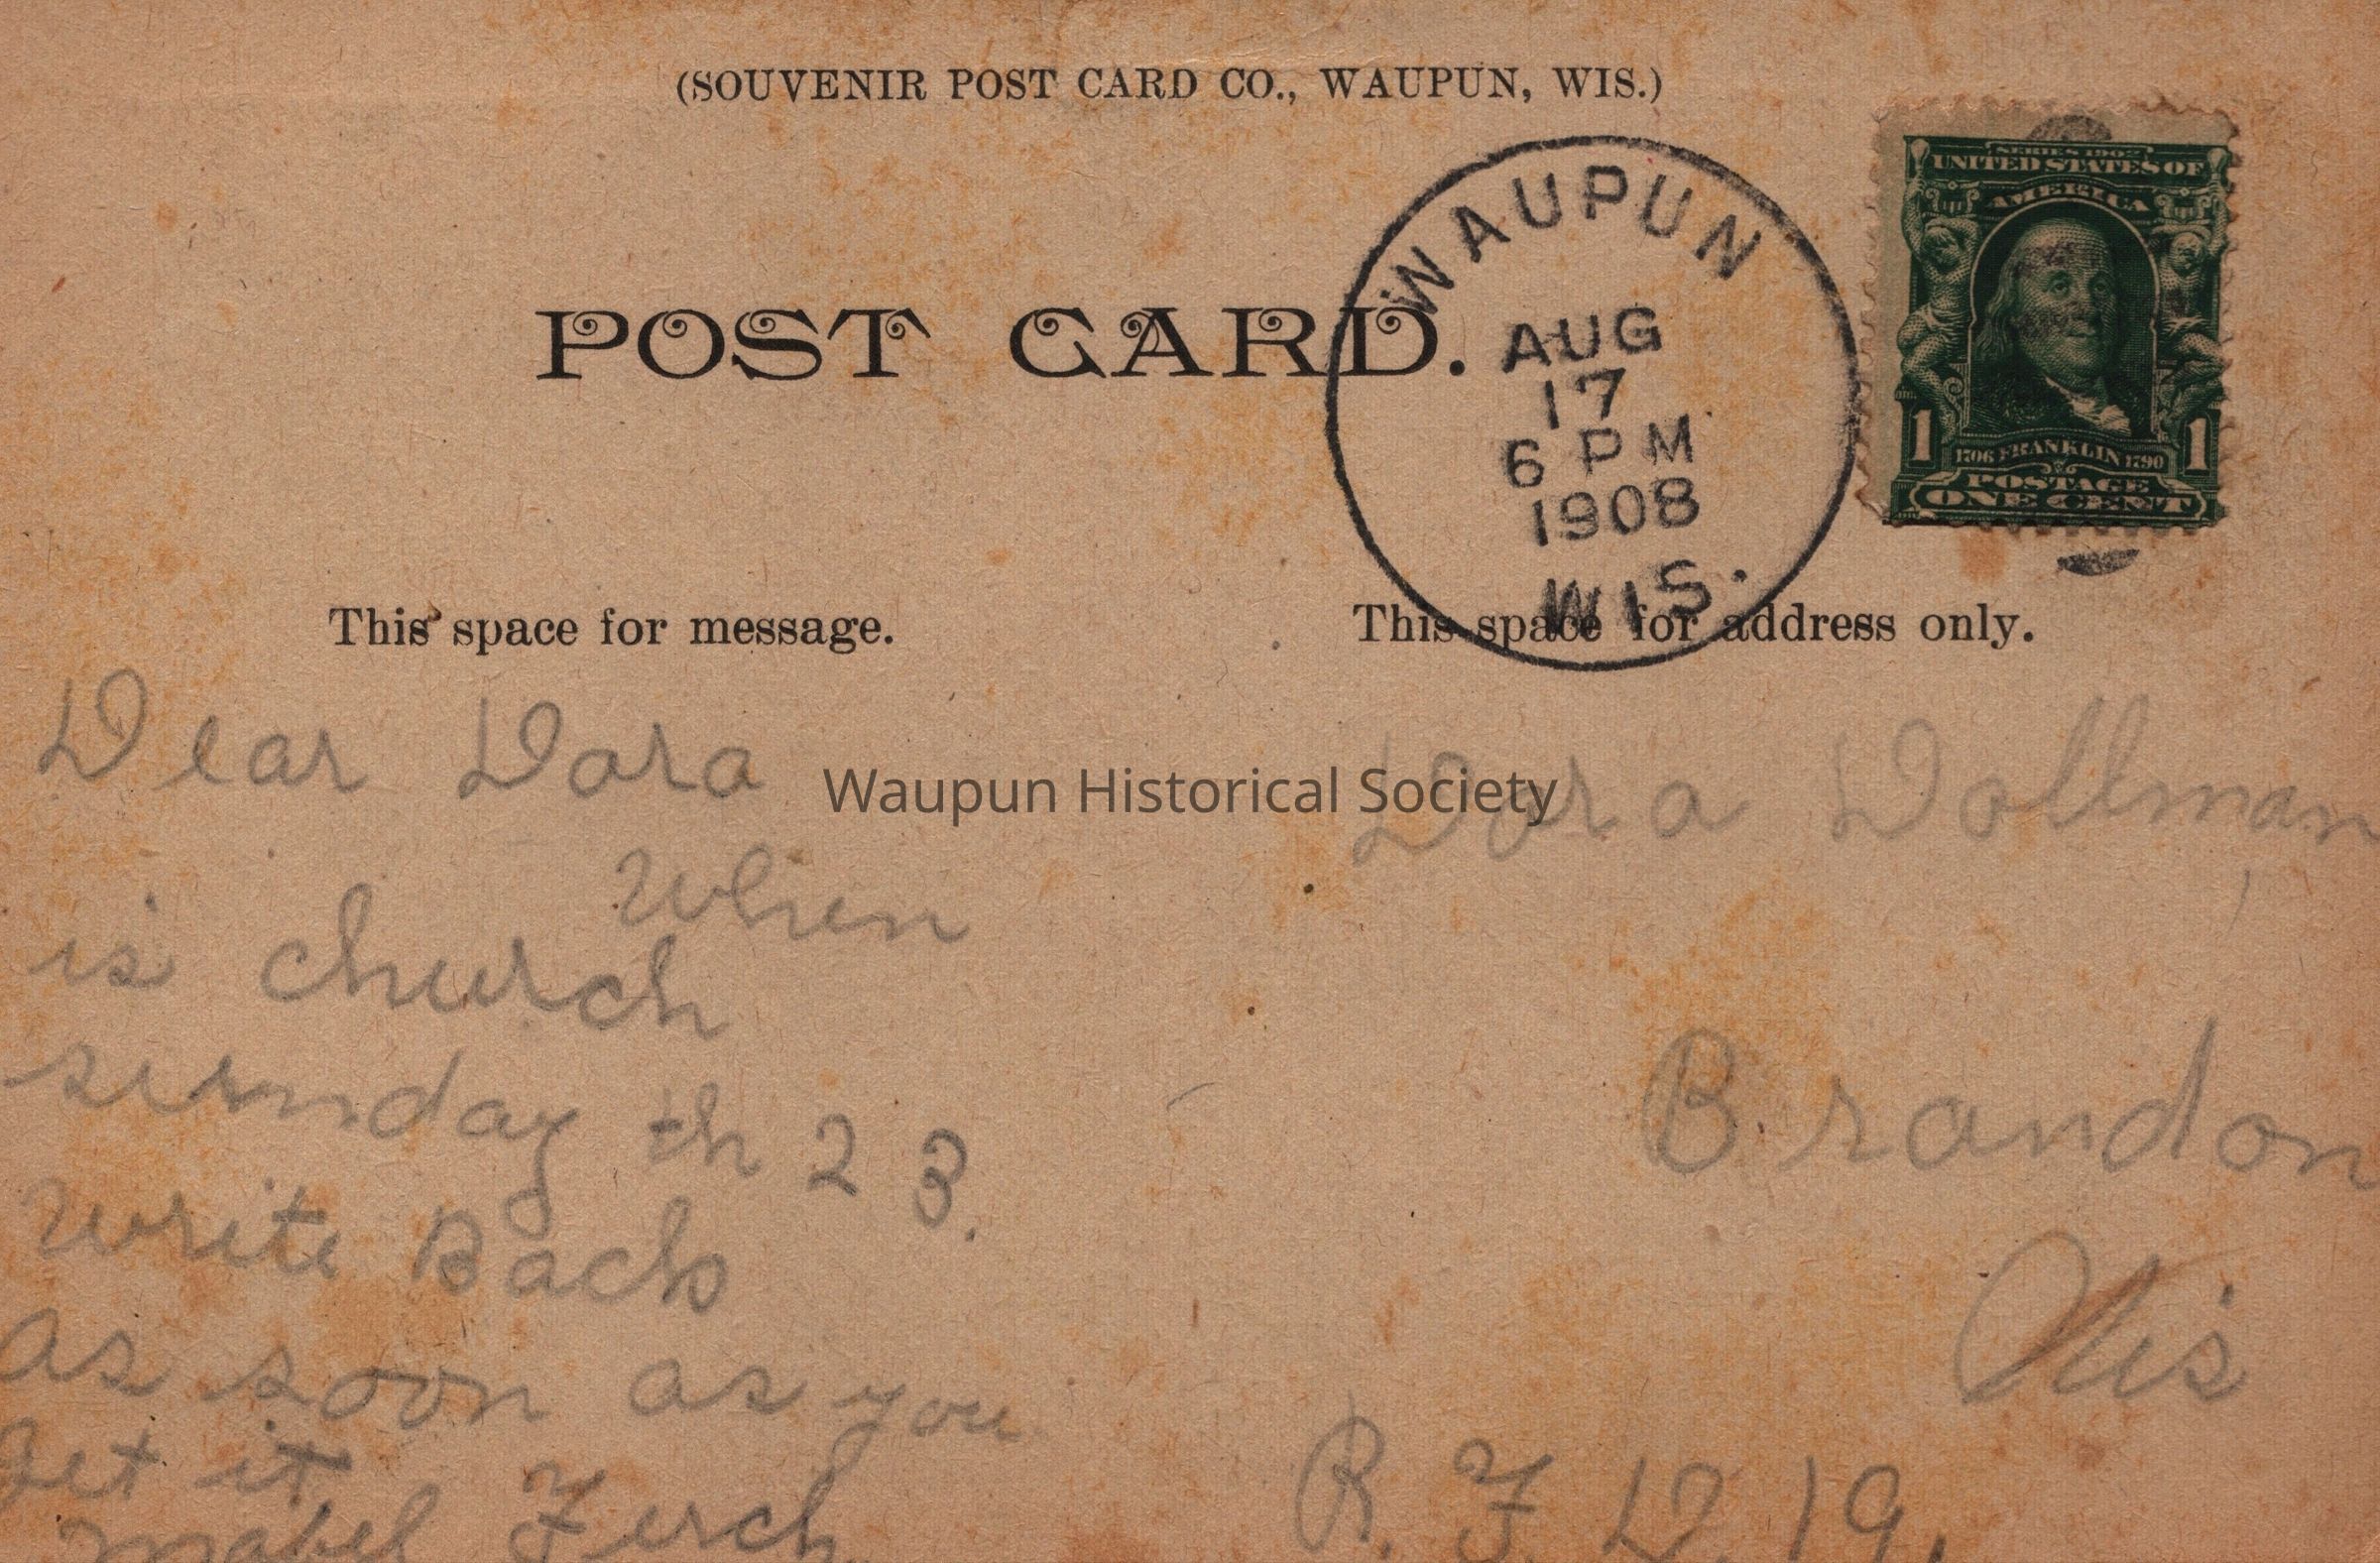 (SOUVENIR POST CARD CO., WAUPUN, WIS.)
POST CARD.
WAUPUN
AUG
17
6 PM
1908
WIS.
SERIES 1902
UNITED STATES OF
AMERICA
1 1706 FRANKLIN 1790 1
POSTAGE
ONE CENT
This space for message.
This space for address only.
Dear Dora
When
is church
sunday th 23.
Write Back
As soon as you
Get it
Mabel Ferch
Waupun Historical Society
Dora Dollman,
Brandon
Wis
R. F. D. 19.